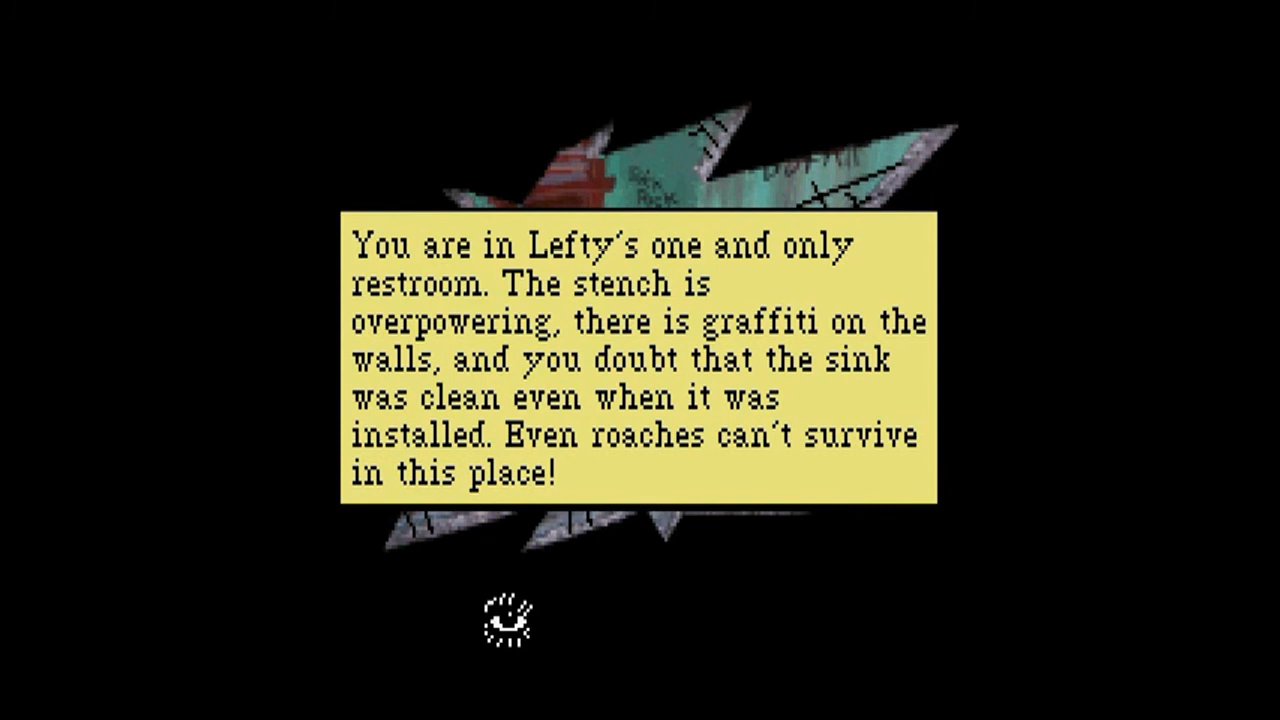 You are in Lefty's one and only
restroom. The stench is
overpowering, there is graffiti on the
walls, and you doubt that the sink
was clean even when it was
installed. Even roaches can't survive
in this place!